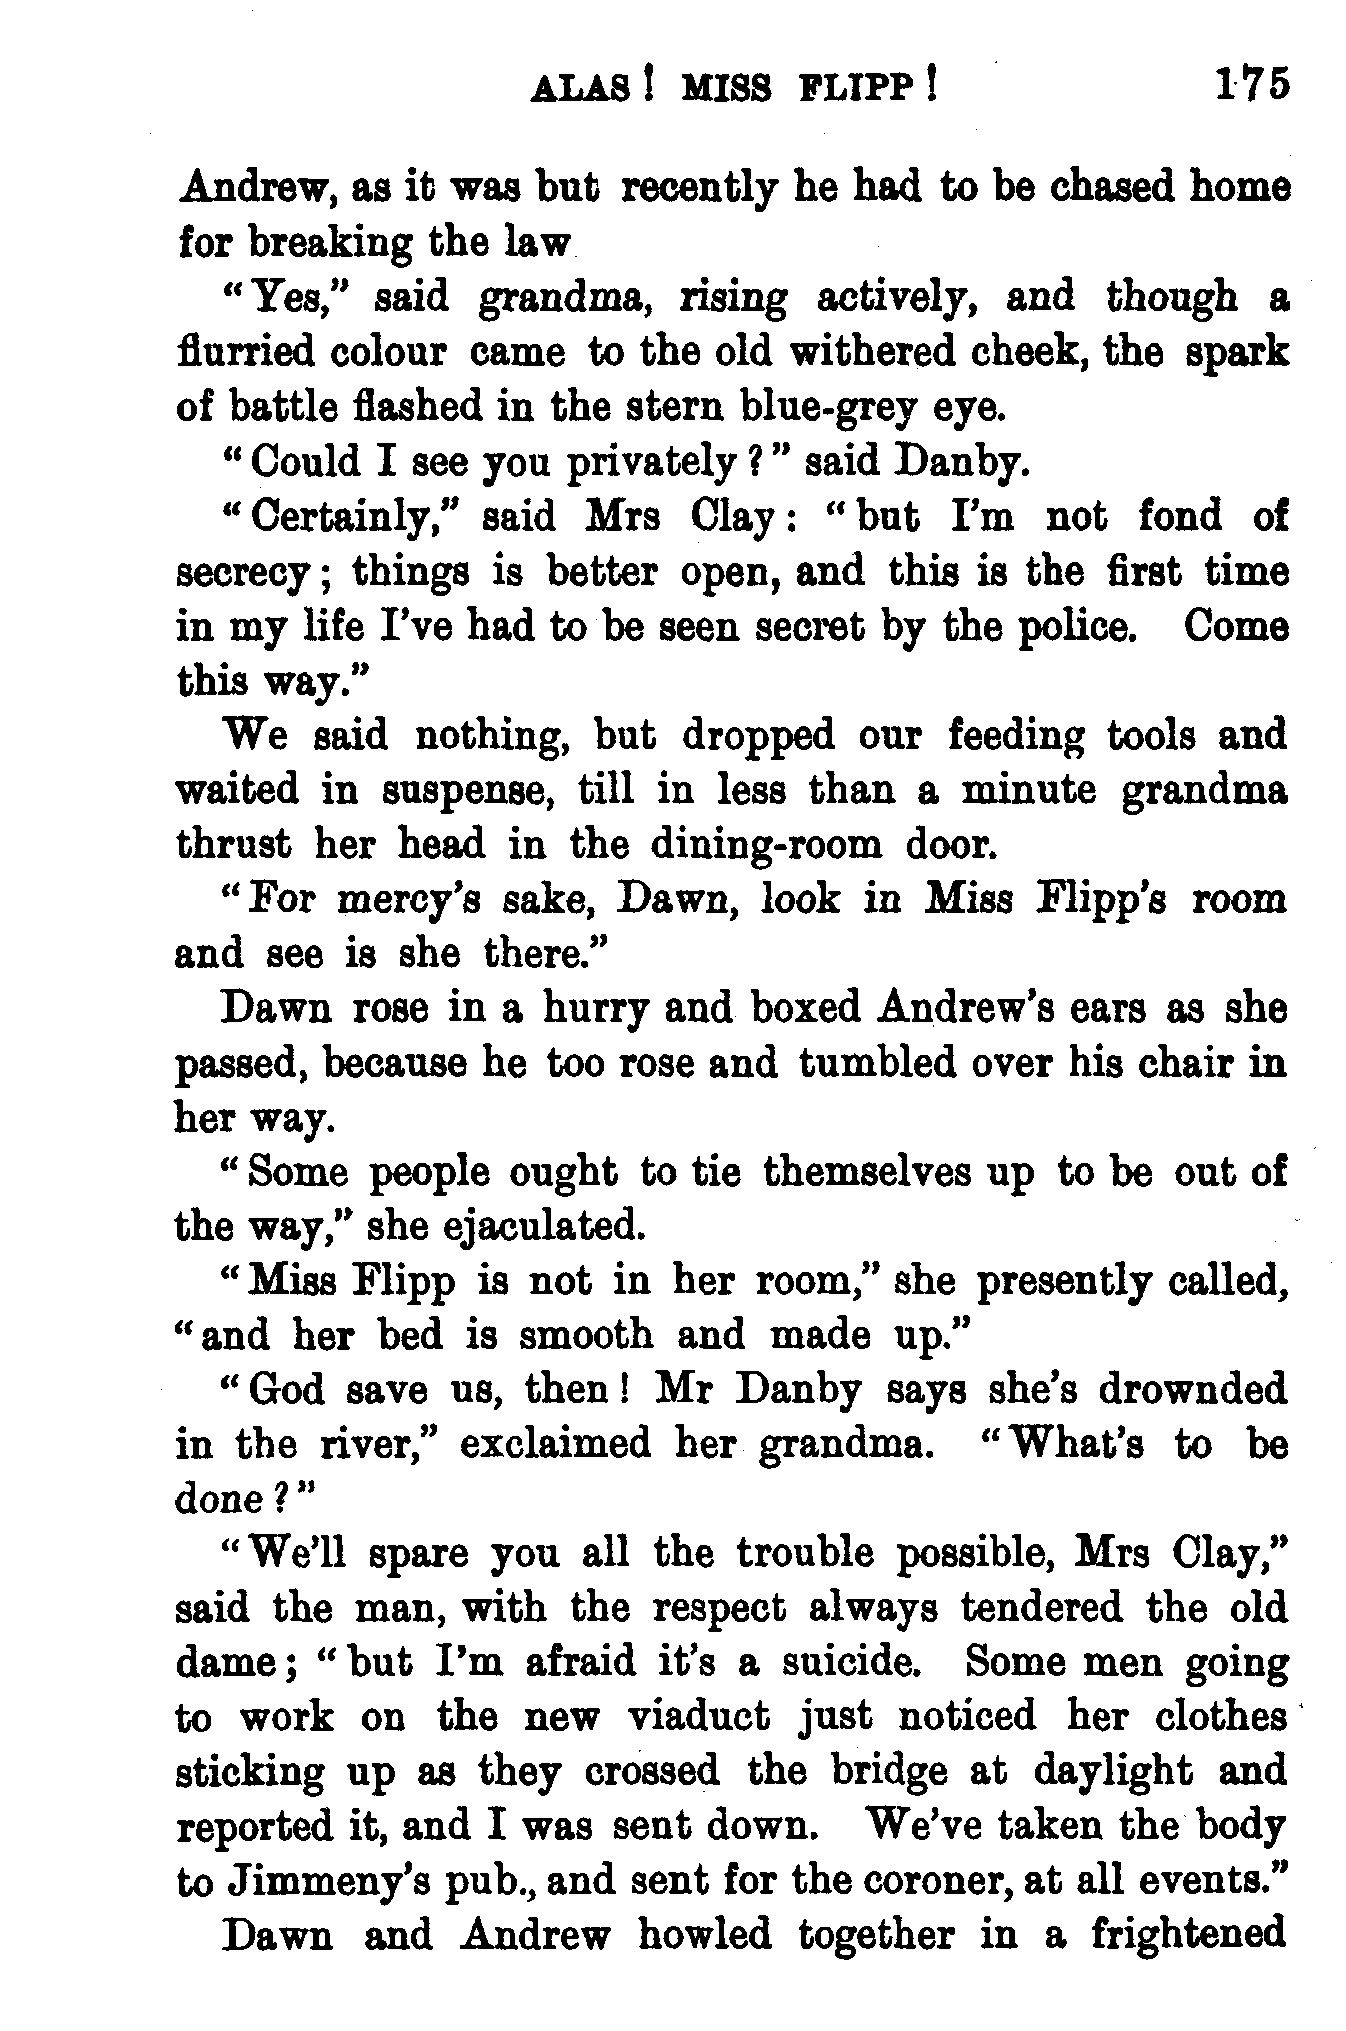 ALAS! MISS FLIPP! 175
Andrew, as it was but recently he had to be chased home
for breaking the law
"Yes," said grandma, rising actively, and though a
flurried colour came to the old withered cheek, the spark
of battle flashed in the stern blue-grey eye.
"Could I see you privately?" said Danby.
"Certainly," said Mrs Clay: "but I'm not fond of
secrecy; things is better open, and this is the first time
in my life I've had to be seen secret by the police. Come
this way."
We said nothing, but dropped our feeding tools and
waited in suspense, till in less than a minute grandma
thrust her head in the dining-room door.
"For mercy's sake, Dawn, look in Miss Flipp's room
and see is she there."
Dawn rose in a hurry and boxed Andrew's ears as she
passed, because he too rose and tumbled over his chair in
her way.
"Some people ought to tie themselves up to be out of
the way," she ejaculated.
"Miss Flipp is not in her room," she presently called,
"and her bed is smooth and made up."
"God save us, then! Mr Danby says she's drownded
in the river," exclaimed her grandma. "What's to be
done?"
"We'll spare you all the trouble possible, Mrs Clay,"
said the man, with the respect always tendered the old
dame; "but I'm afraid it's a suicide. Some men going
to work on the new viaduct just noticed her clothes
sticking up as they crossed the bridge at daylight and
reported it, and I was sent down. We've taken the body
to Jimmeny's pub., and sent for the coroner, at all events."
Dawn and Andrew howled together in a frightened